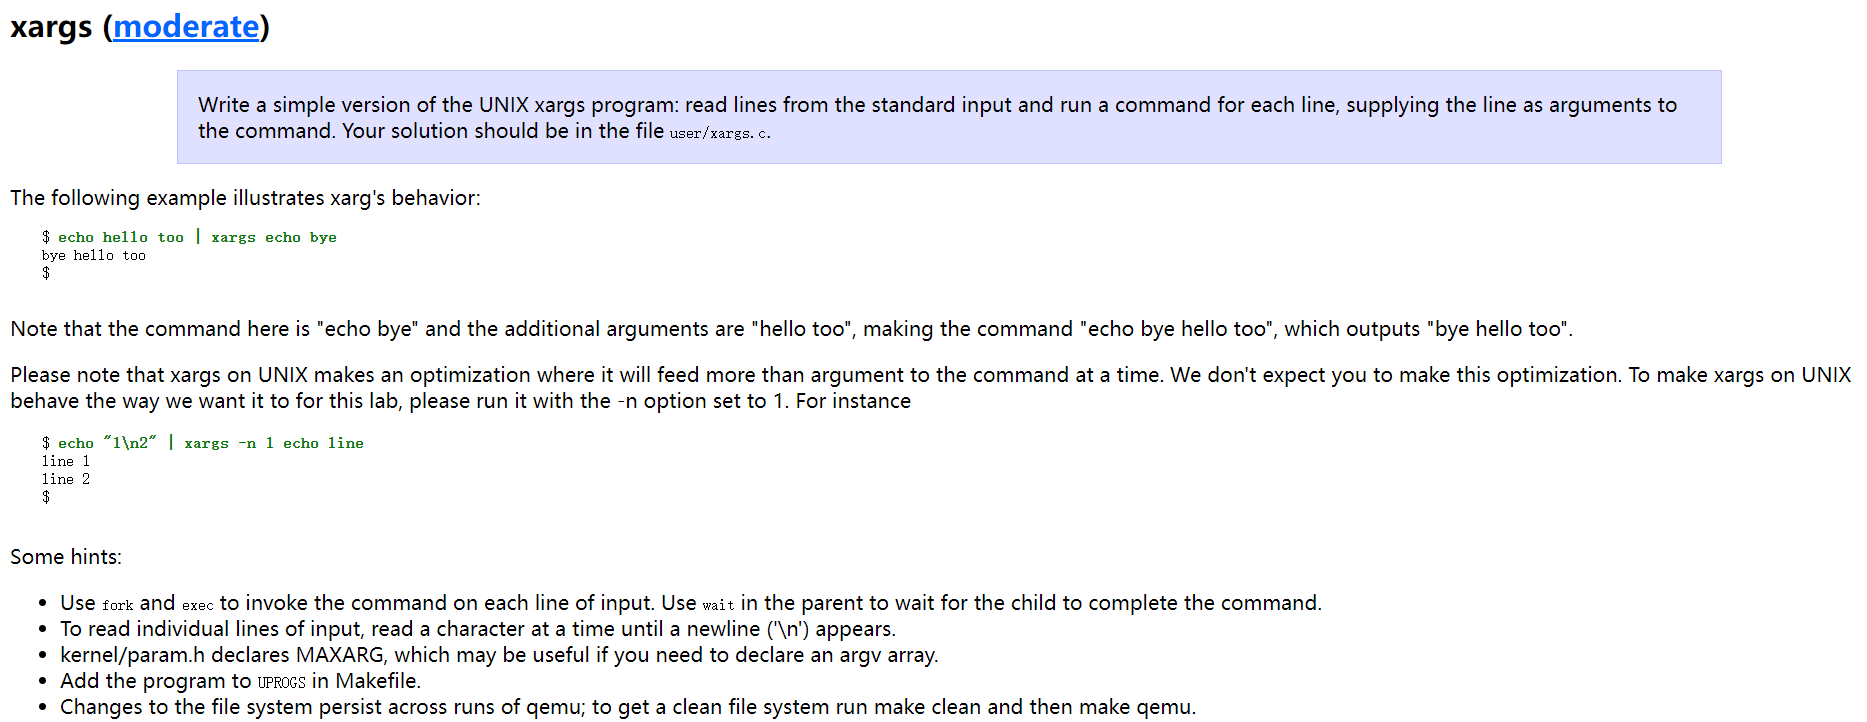 xargs (moderate)
Write a simple version of the UNIX xargs program: read lines from the standard input and run a command for each line, supplying the line as arguments to
the command. Your solution should be in the file user/xargs.c.
The following example illustrates xarg's behavior:
$ echo hello too | xargs echo bye
bye hello too
$
Note that the command here is "echo bye" and the additional arguments are "hello too", making the command "echo bye hello too", which outputs "bye hello too".
Please note that xargs on UNIX makes an optimization where it will feed more than argument to the command at a time. We don't expect you to make this optimization. To make xargs on UNIX
behave the way we want it to for this lab, please run it with the -n option set to 1. For instance
$ echo "1\n2" | xargs -n 1 echo line
line 1
line 2
$
Some hints:
• Use fork and exec to invoke the command on each line of input. Use wait in the parent to wait for the child to complete the command.
• To read individual lines of input, read a character at a time until a newline ('\n') appears.
• kernel/param.h declares MAXARG, which may be useful if you need to declare an argv array.
• Add the program to UPROGS in Makefile.
• Changes to the file system persist across runs of qemu; to get a clean file system run make clean and then make qemu.